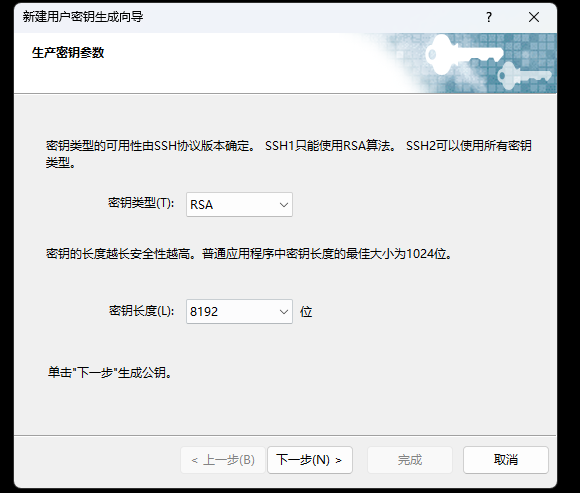 新建用户密钥生成向导
?
生产密钥参数
密钥类型的可用性由SSH协议版本确定。 SSH1只能使用RSA算法。 SSH2可以使用所有密钥
类型。
密钥类型(T): RSA
密钥的长度越长安全性越高。普通应用程序中密钥长度的最佳大小为1024位。
密钥长度(L): 8192 位
单击"下一步"生成公钥。
< 上一步(B) 下一步(N) > 完成 取消